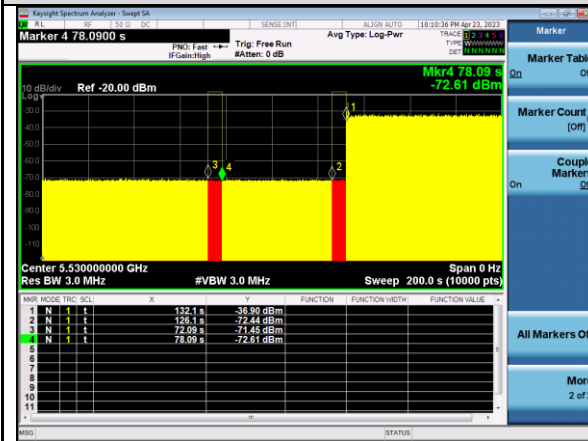 Keysight Spectrum Analyzer - Swept SA
RL RF 50 Ω DC SENSE:INT ALIGN AUTO 10:10:36 PM Apr 23, 2023
Marker 4 78.0900 s
PNO: Fast
IFGain:High
Trig: Free Run
#Atten: 0 dB
Avg Type: Log-Pwr
TRACE 1 2 3 4 5 6
TYPE WWWWWW
DET NNNNNN
Marker
Mkr4 78.09 s
-72.61 dBm
10 dB/div
Log
Ref -20.00 dBm
-30.0
-40.0
-50.0
-60.0
-70.0
-80.0
-90.0
-100
-110
1
2
3
4
Center 5.530000000 GHz
Span 0 Hz
Res BW 3.0 MHz
#VBW 3.0 MHz
Sweep 200.0 s (10000 pts)
MKR MODE TRC SCL X Y FUNCTION FUNCTION WIDTH FUNCTION VALUE
1 N 1 t 132.1 s -36.90 dBm
2 N 1 t 126.1 s -72.44 dBm
3 N 1 t 72.09 s -71.45 dBm
4 N 1 t 78.09 s -72.61 dBm
5
6
7
8
9
10
11
Marker Table
On
Marker Count
[Off]
Couple
Markers
On
All Markers Of
More
2 of
MSG
STATUS